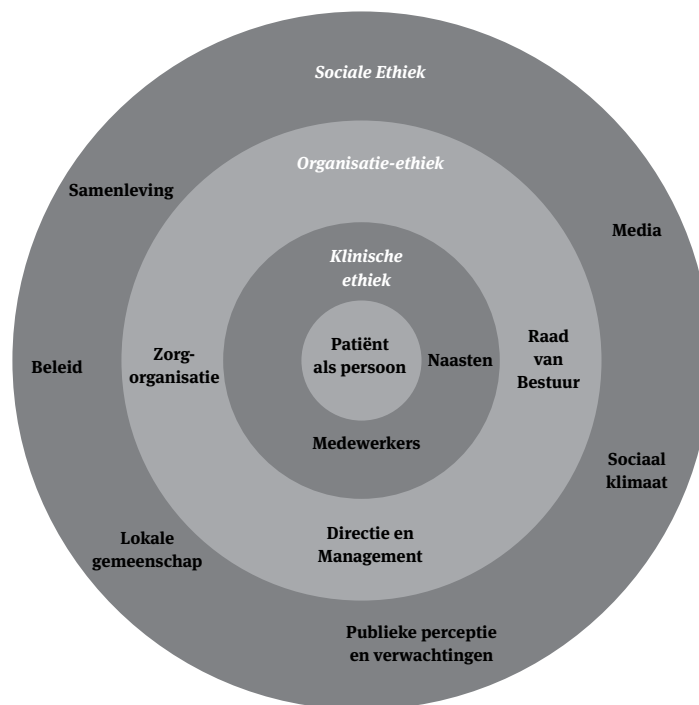 Sociale Ethiek
Organisatie-ethiek
Samenleving
Media
Klinische
ethiek
Patiënt
als persoon
Naasten
Raad
van
Bestuur
Zorg-
organisatie
Beleid
Medewerkers
Sociaal
klimaat
Directie en
Management
Lokale
gemeenschap
Publieke perceptie
en verwachtingen